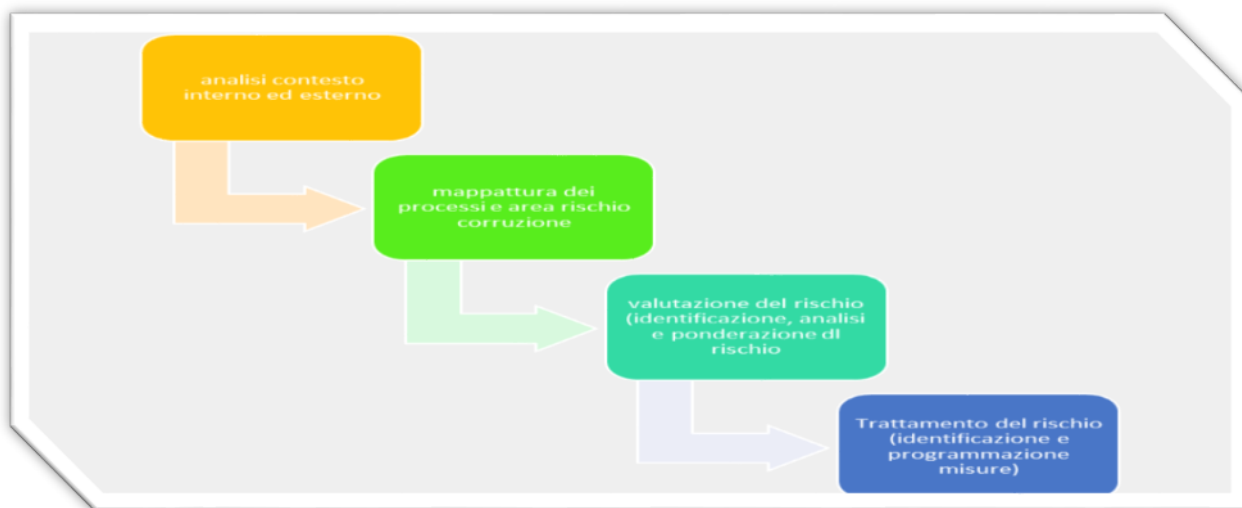 analisi contesto
interno ed esterno
mappattura dei
processi e area rischio
corruzione
valutazione del rischio
(identificazione, analisi
e ponderazione dl
rischio
Trattamento del rischio
(identificazione e
programmazione
misure)